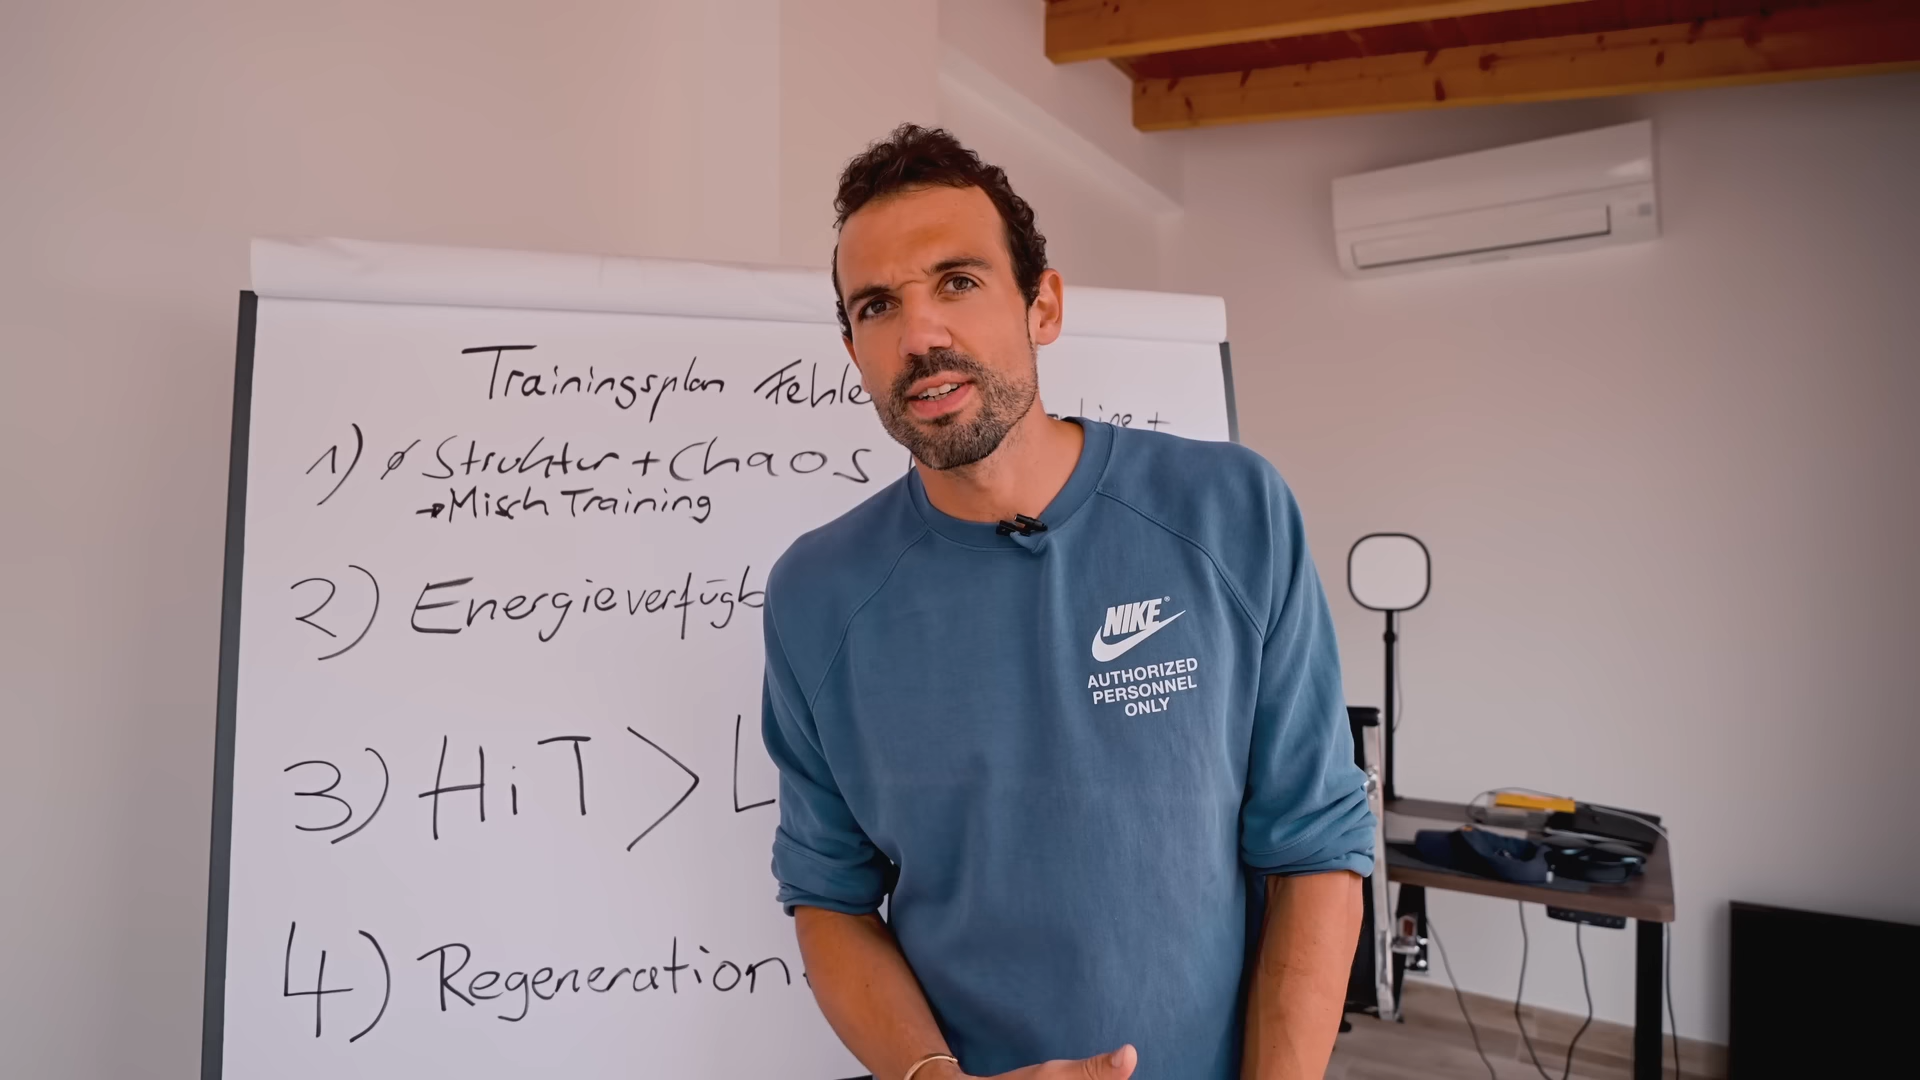 Trainingsplan Fehle
1) ∅ Struktur + Chaos
→ Misch Training
2) Energieverfügb
3) HiT > L
4) Regeneration
NIKE
AUTHORIZED
PERSONNEL
ONLY